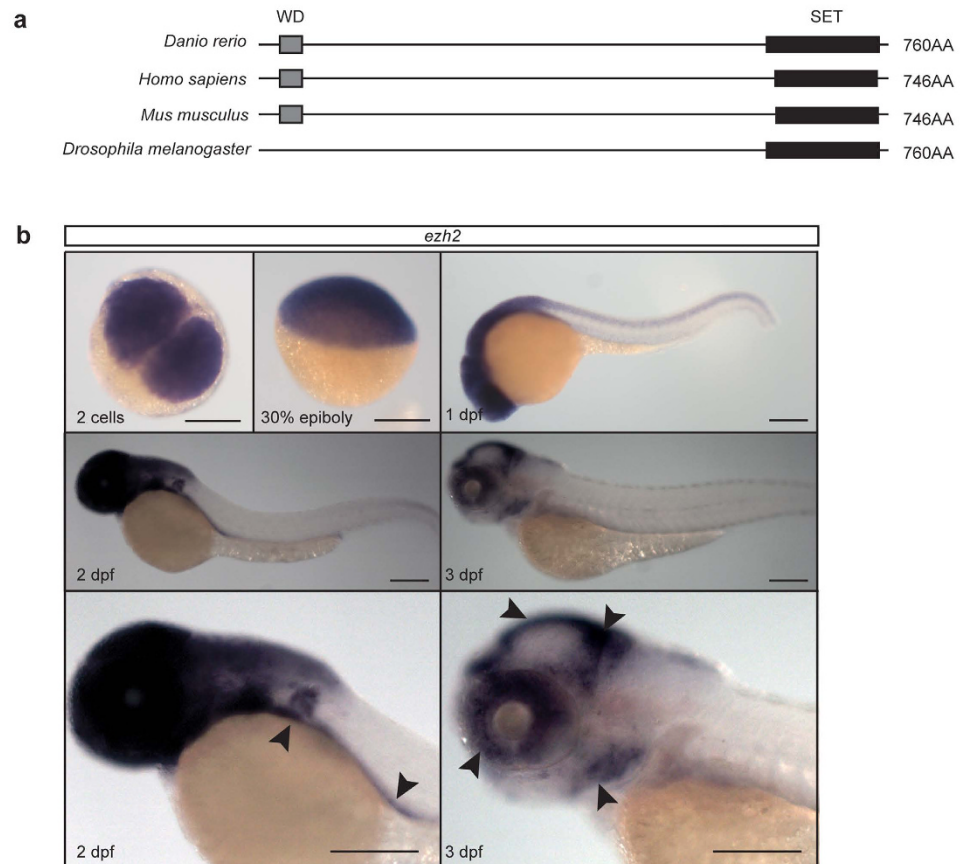 a
WD SET
Danio rerio 760AA
Homo sapiens 746AA
Mus musculus 746AA
Drosophila melanogaster 760AA
b
ezh2
2 cells 30% epiboly 1 dpf
2 dpf 3 dpf
2 dpf 3 dpf